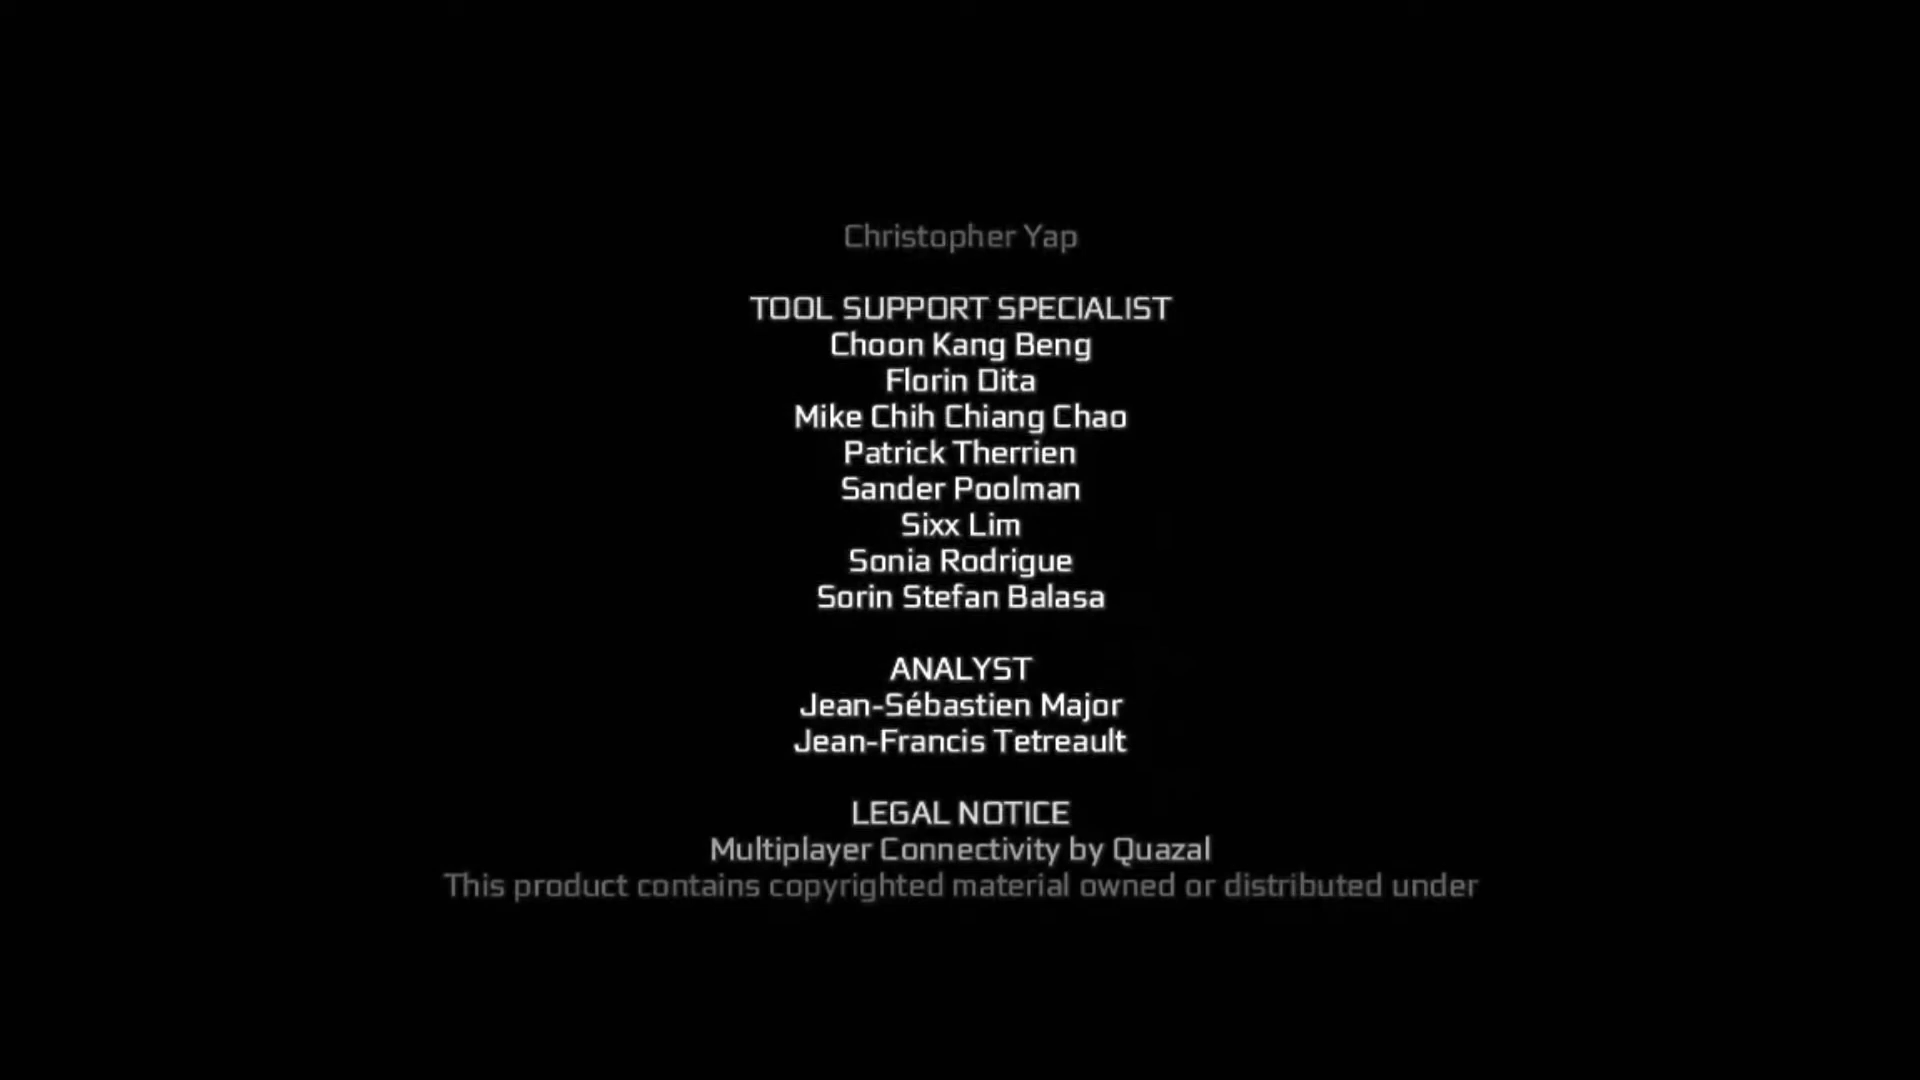 Christopher Yap
TOOL SUPPORT SPECIALIST
Choon Kang Beng
Florin Dita
Mike Chih Chiang Chao
Patrick Therrien
Sander Poolman
Sixx Lim
Sonia Rodrigue
Sorin Stefan Balasa
ANALYST
Jean-Sébastien Major
Jean-Francis Tetreault
LEGAL NOTICE
Multiplayer Connectivity by Quazal
This product contains copyrighted material owned or distributed under